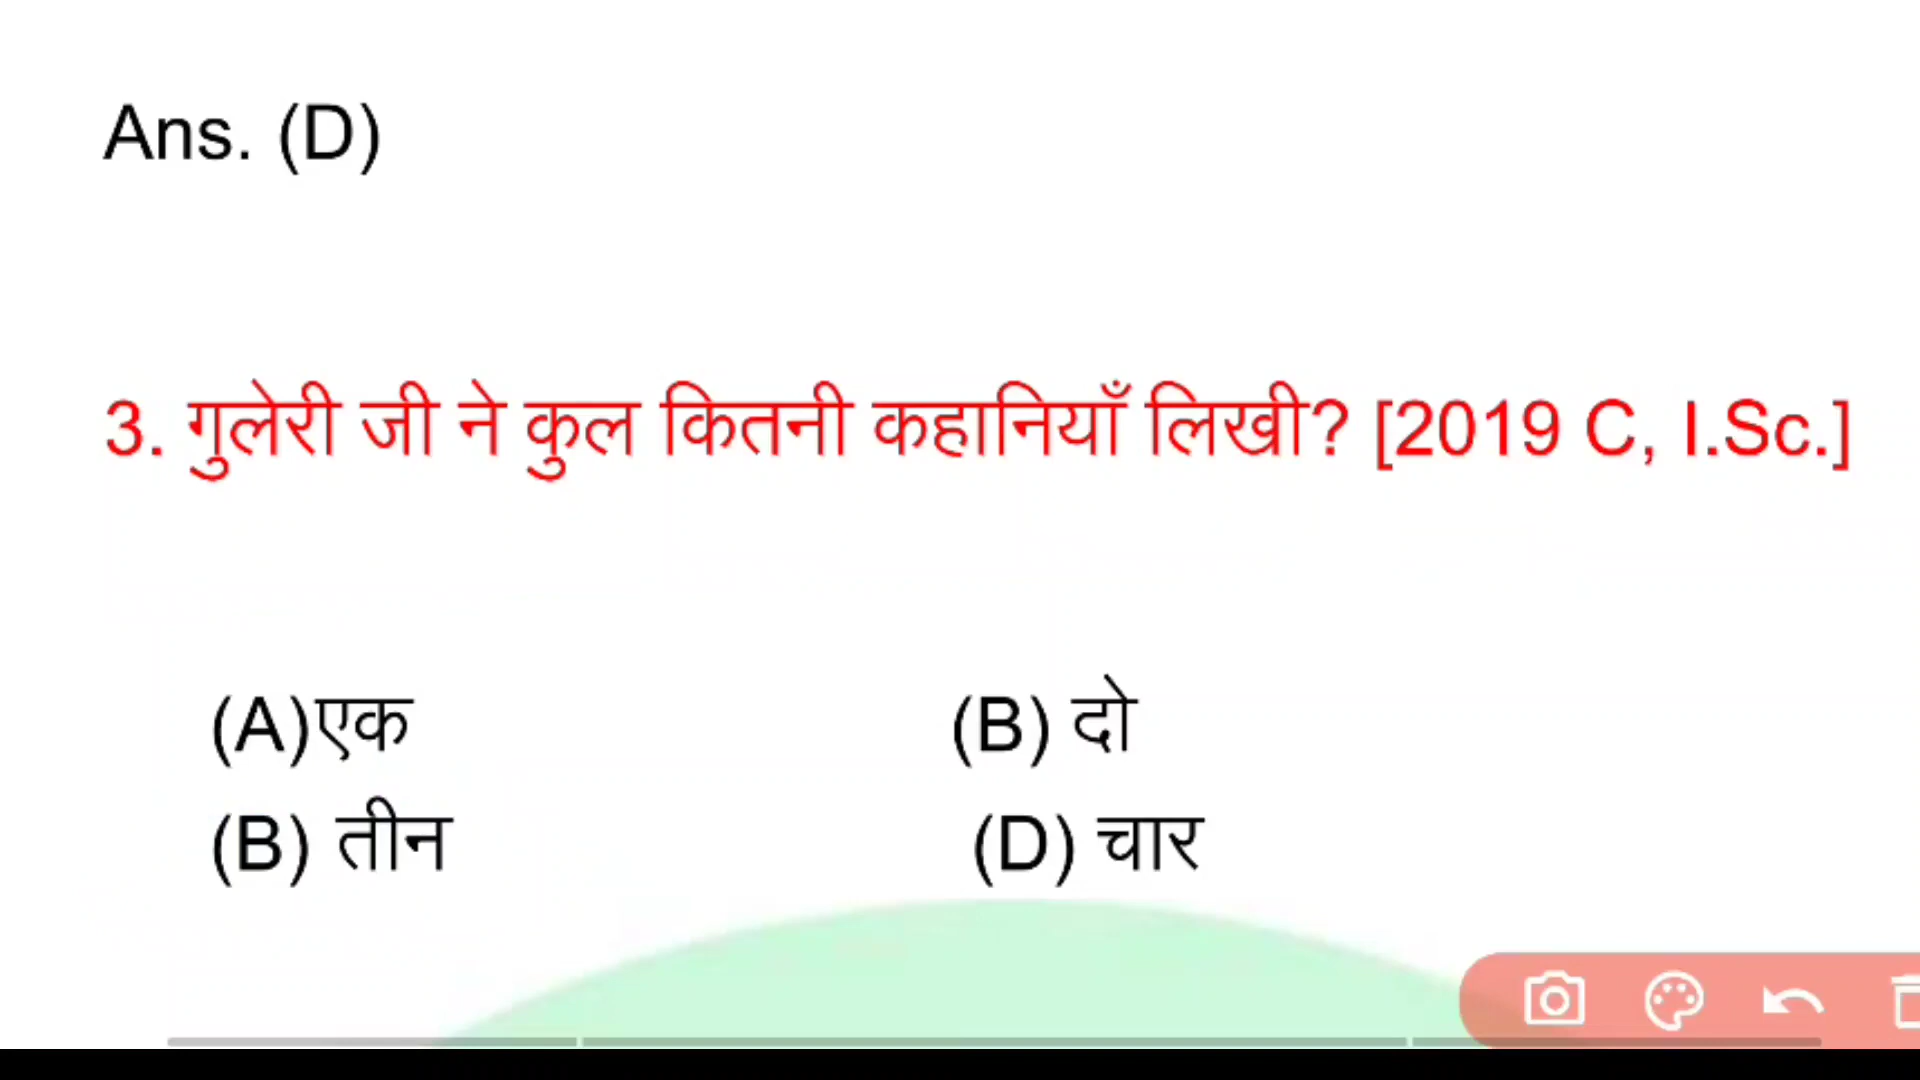 Ans. (D)
3. गुलेरी जी ने कुल कितनी कहानियाँ लिखी? [2019 C, I.Sc.]
(A)एक (B) दो
(B) तीन (D) चार